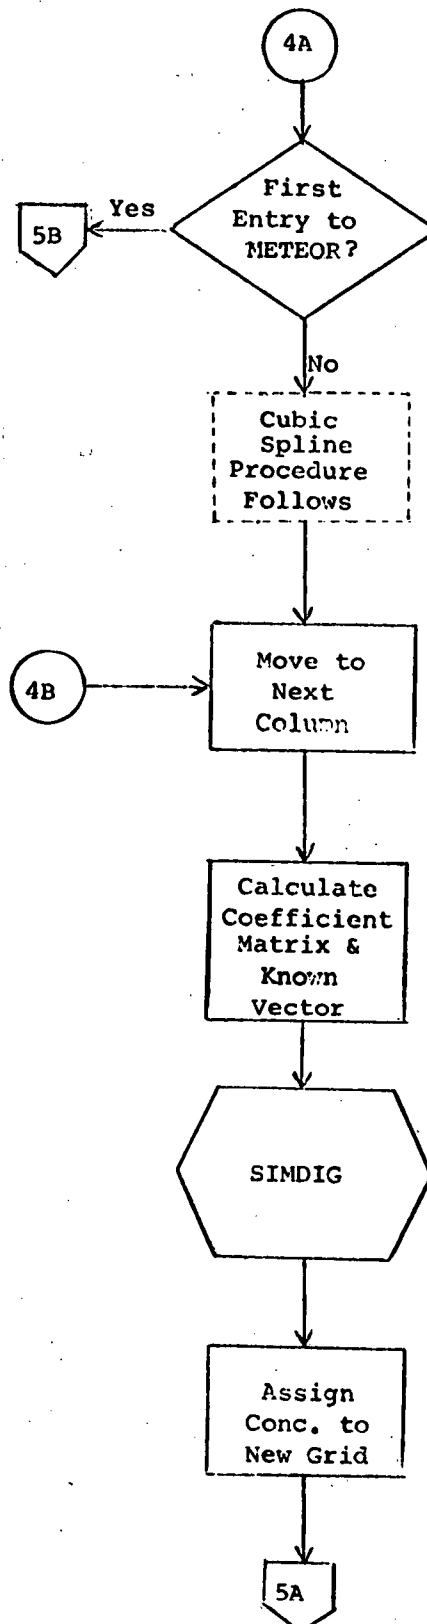 4A
First
Entry to
METEOR?
Yes
5B
No
Cubic
Spline
Procedure
Follows
Move to
Next
Column
4B
Calculate
Coefficient
Matrix &
Known
Vector
SIMDIG
Assign
Conc. to
New Grid
5A